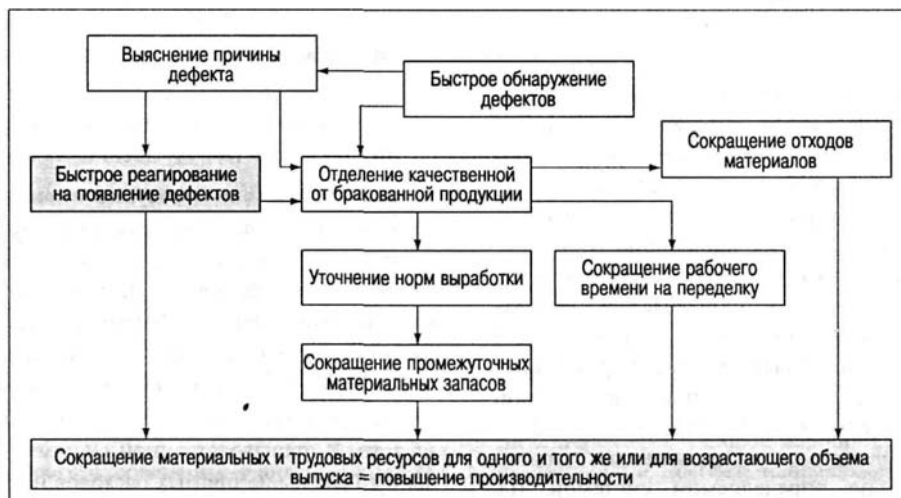 Выяснение причины
дефекта
Быстрое обнаружение
дефектов
Сокращение отходов
материалов
Быстрое реагирование
на появление дефектов
Отделение качественной
от бракованной продукции
Уточнение норм выработки
Сокращение рабочего
времени на переделку
Сокращение промежуточных
материальных запасов
Сокращение материальных и трудовых ресурсов для одного и того же или для возрастающего объема
выпуска = повышение производительности